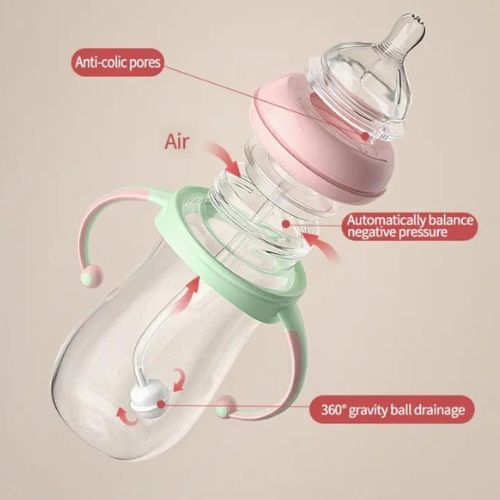 Anti-colic pores
Air
Automatically balance
negative pressure
360° gravity ball drainage